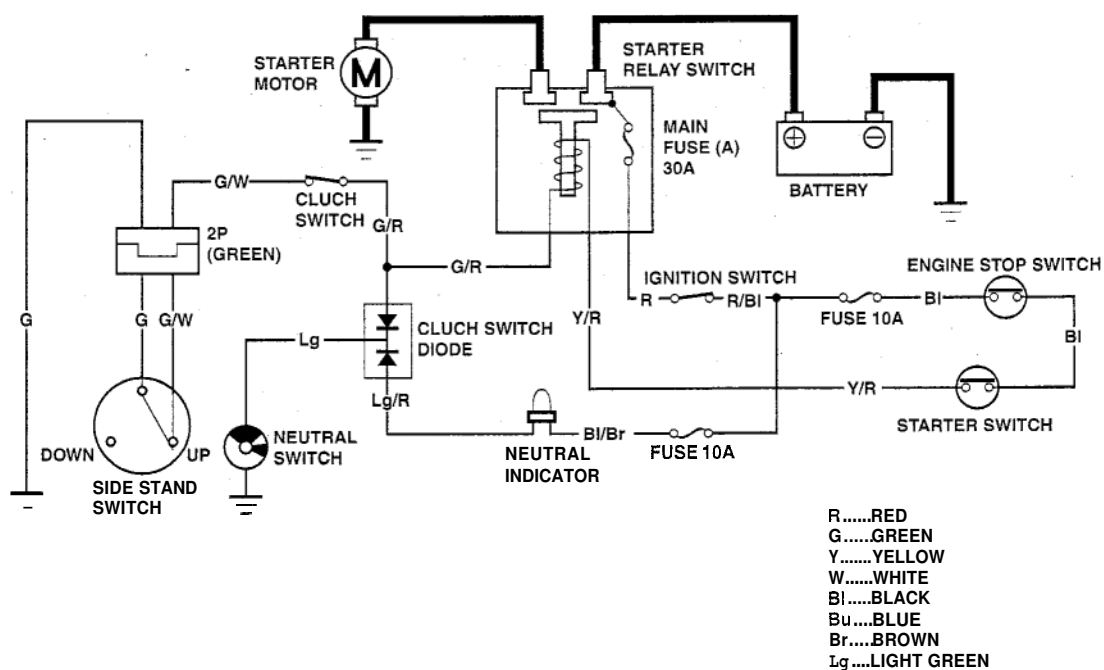 STARTER
MOTOR
M
STARTER
RELAY SWITCH
MAIN
FUSE (A)
30A
BATTERY
G/W
CLUCH
SWITCH
G/R
2P
(GREEN)
G/R
IGNITION SWITCH
ENGINE STOP SWITCH
R
R/Bl
Bl
FUSE 10A
G
G
G/W
Y/R
Bl
Lg
CLUCH SWITCH
DIODE
Lg/R
Y/R
STARTER SWITCH
DOWN
UP
NEUTRAL
SWITCH
Bl/Br
FUSE 10A
NEUTRAL
INDICATOR
SIDE STAND
SWITCH
R......RED
G......GREEN
Y.......YELLOW
W......WHITE
Bl.....BLACK
Bu....BLUE
Br....BROWN
Lg....LIGHT GREEN